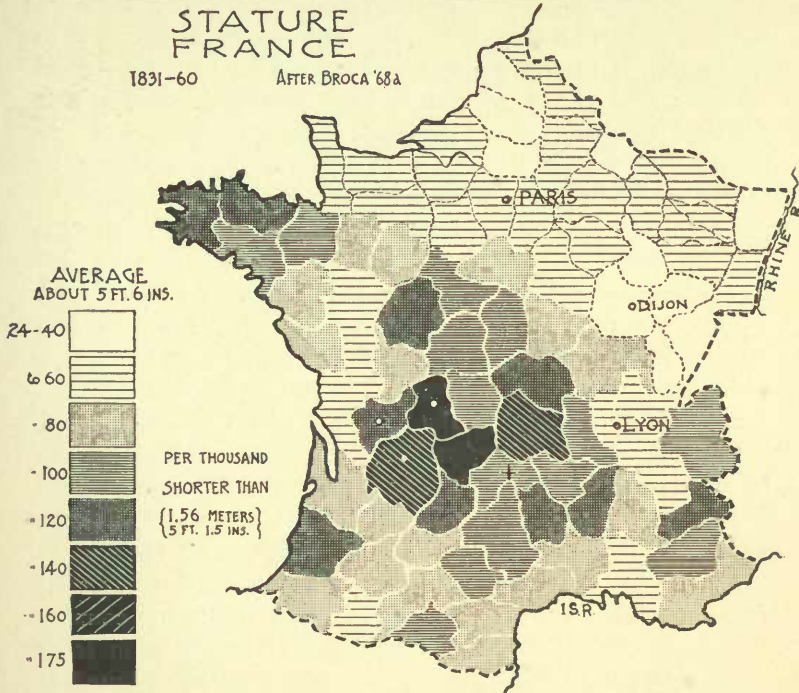 STATURE
FRANCE
1831-60 AFTER BROCA '68a
PARIS
RHINE R
AVERAGE
ABOUT 5 FT. 6 INS.
DIJON
24-40
60
LYON
- 80
PER THOUSAND
- 100
SHORTER THAN
{1.56 METERS}
{5 FT. 1.5 INS.}
" 120
" 140
I.S.R.
" 160
" 175